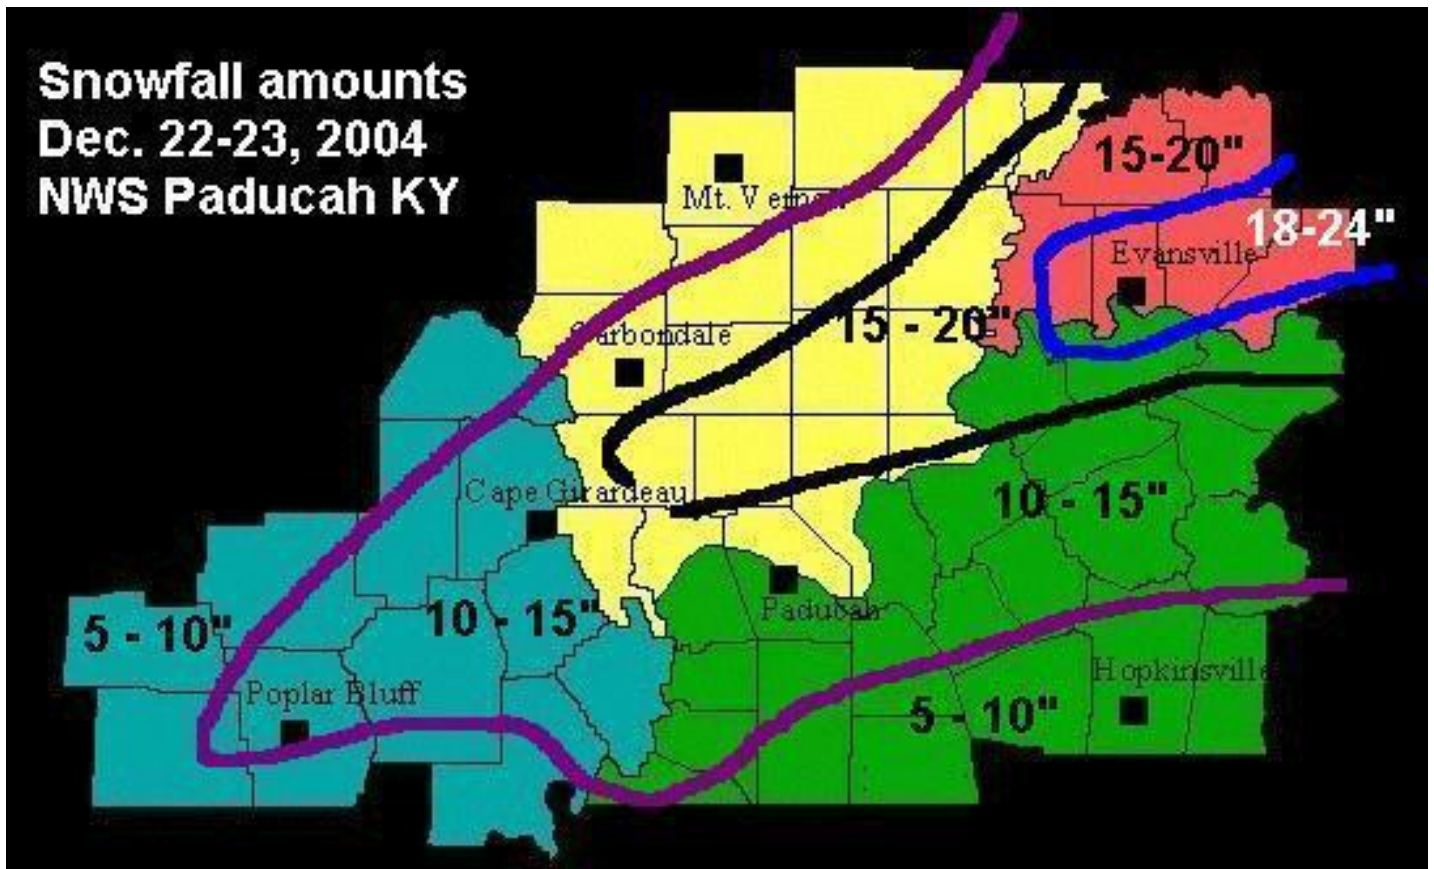 Snowfall amounts
Dec. 22-23, 2004
NWS Paducah KY
15-20"
Mt. Vernon
18-24"
Evansville
15 - 20"
Carbondale
Cape Girardeau
10 - 15"
5 - 10"
10 - 15"
Paducah
Hopkinsville
Poplar Bluff
5 - 10"